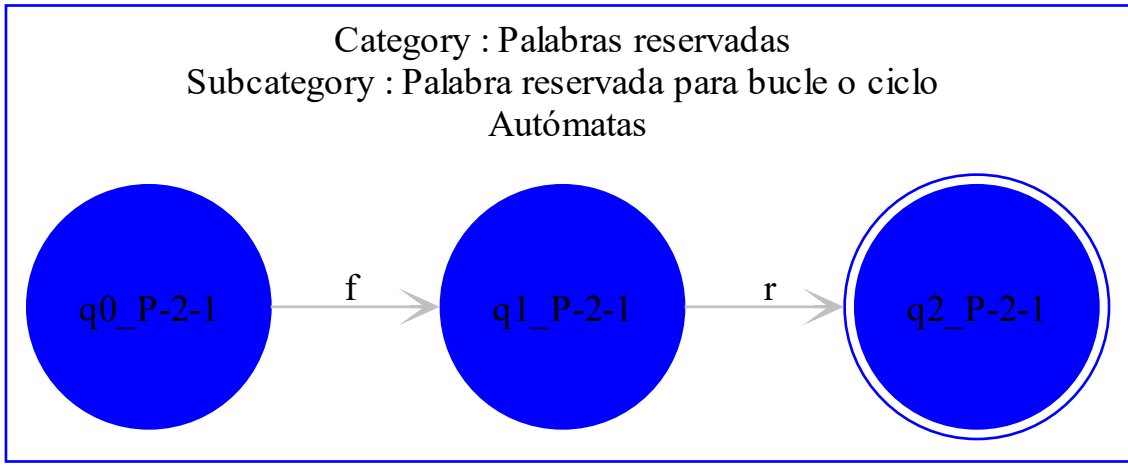 Category : Palabras reservadas
Subcategory : Palabra reservada para bucle o ciclo
Autómatas
f
r
q0_P-2-1
q1_P-2-1
q2_P-2-1